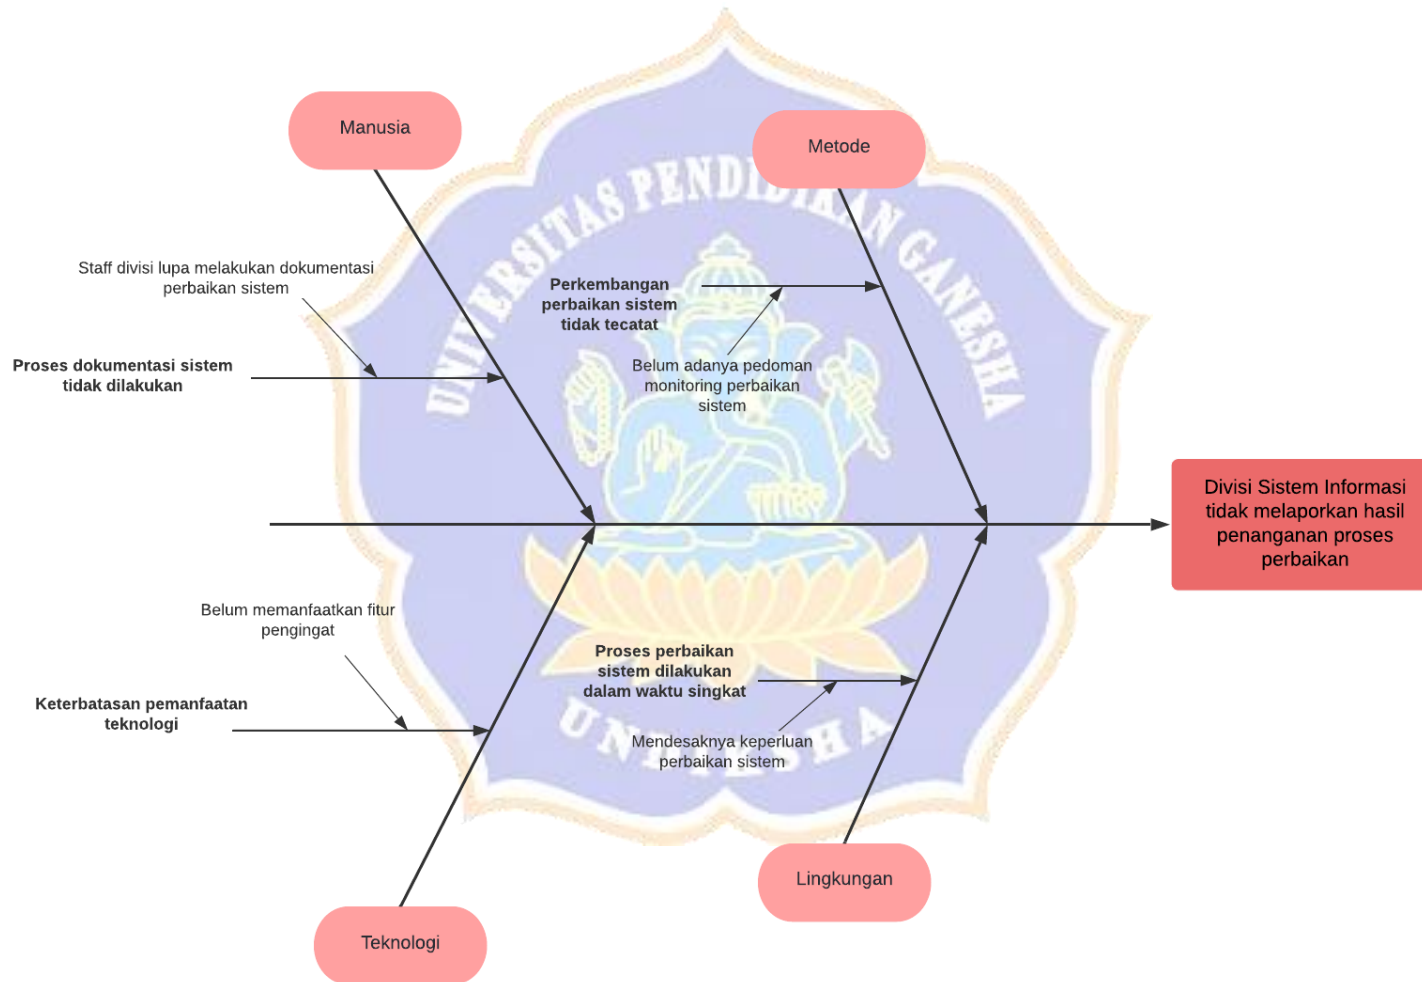 Manusia
Metode
UNIVERSITAS PENDIDIKAN GANESHA
Staff divisi lupa melakukan dokumentasi
perbaikan sistem
Perkembangan
perbaikan sistem
tidak tecatat
Proses dokumentasi sistem
tidak dilakukan
Belum adanya pedoman
monitoring perbaikan
sistem
Divisi Sistem Informasi
tidak melaporkan hasil
penanganan proses
perbaikan
Belum memanfaatkan fitur
pengingat
Proses perbaikan
sistem dilakukan
dalam waktu singkat
Keterbatasan pemanfaatan
teknologi
Mendesaknya keperluan
perbaikan sistem
UNDIKSHA
Lingkungan
Teknologi